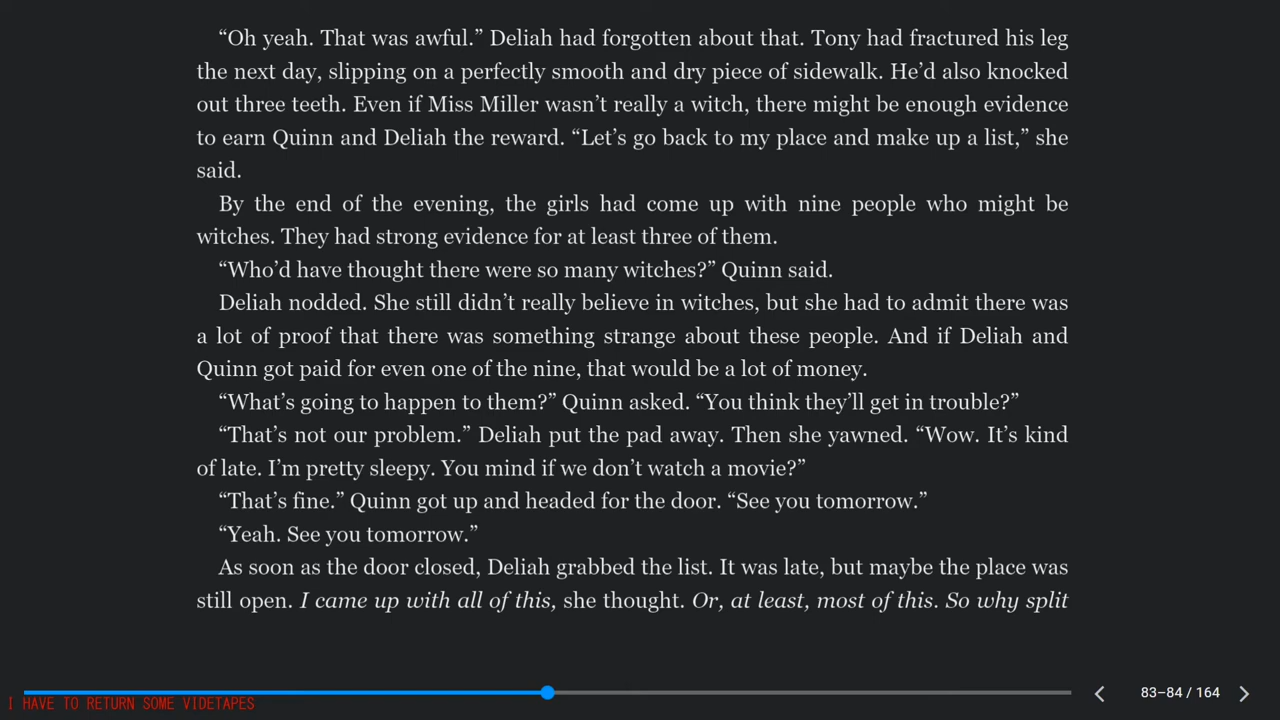 “Oh yeah. That was awful.” Deliah had forgotten about that. Tony had fractured his leg
the next day, slipping on a perfectly smooth and dry piece of sidewalk. He’d also knocked
out three teeth. Even if Miss Miller wasn’t really a witch, there might be enough evidence
to earn Quinn and Deliah the reward. “Let’s go back to my place and make up a list,” she
said.
By the end of the evening, the girls had come up with nine people who might be
witches. They had strong evidence for at least three of them.
“Who’d have thought there were so many witches?” Quinn said.
Deliah nodded. She still didn’t really believe in witches, but she had to admit there was
a lot of proof that there was something strange about these people. And if Deliah and
Quinn got paid for even one of the nine, that would be a lot of money.
“What’s going to happen to them?” Quinn asked. “You think they’ll get in trouble?”
“That’s not our problem.” Deliah put the pad away. Then she yawned. “Wow. It’s kind
of late. I’m pretty sleepy. You mind if we don’t watch a movie?”
“That’s fine.” Quinn got up and headed for the door. “See you tomorrow.”
“Yeah. See you tomorrow.”
As soon as the door closed, Deliah grabbed the list. It was late, but maybe the place was
still open. I came up with all of this, she thought. Or, at least, most of this. So why split
83–84 / 164
I HAVE TO RETURN SOME VIDETAPES